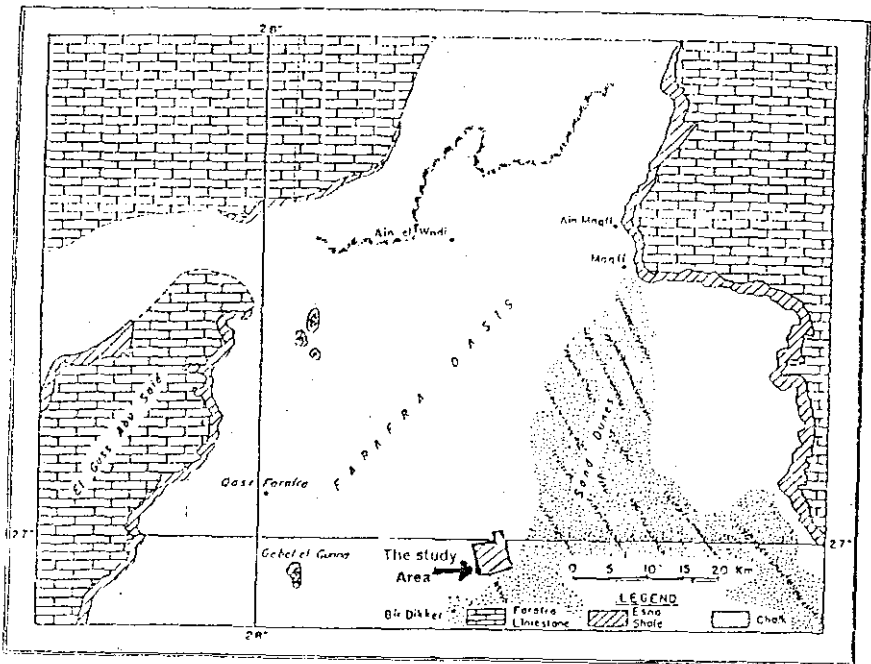 28°
Ain el Wadi
Ain Maqfi
Maqfi
FARAFRA OASIS
Sand Dunes
El Guss Abu Said
Qasr Farafra
27°
27°
Gebel el Gunna
The study
Area
0 5 10 15 20 Km
LEGEND
Bir Dikker
Farafra
Limestone
Esna
Shale
Chalk
28°